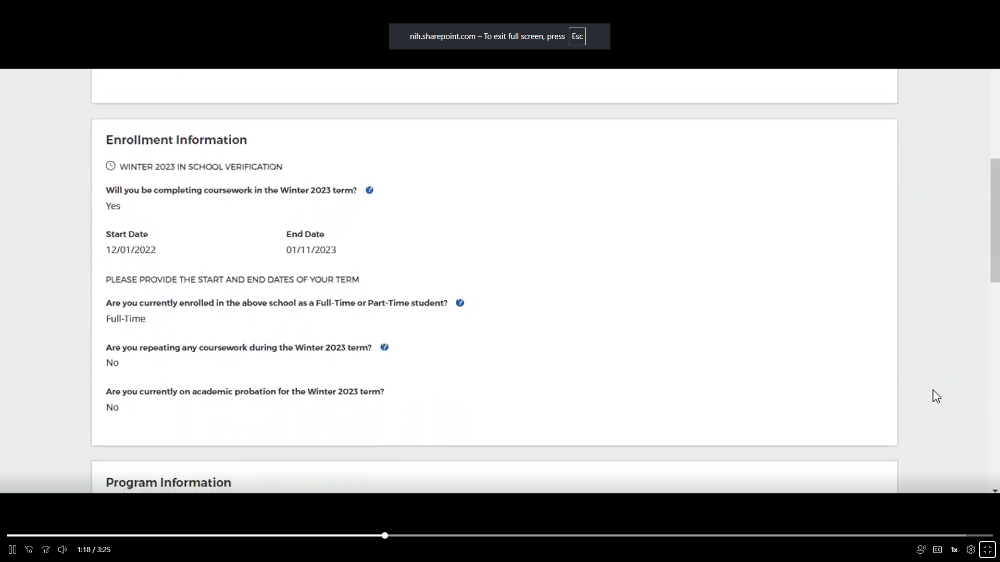 nih.sharepoint.com – To exit full screen, press Esc
Enrollment Information
WINTER 2023 IN SCHOOL VERIFICATION
Will you be completing coursework in the Winter 2023 term? ?
Yes
Start Date End Date
12/01/2022 01/11/2023
PLEASE PROVIDE THE START AND END DATES OF YOUR TERM
Are you currently enrolled in the above school as a Full-Time or Part-Time student? ?
Full-Time
Are you repeating any coursework during the Winter 2023 term? ?
No
Are you currently on academic probation for the Winter 2023 term?
No
Program Information
10 10 1:18 / 3:25 CC 1x